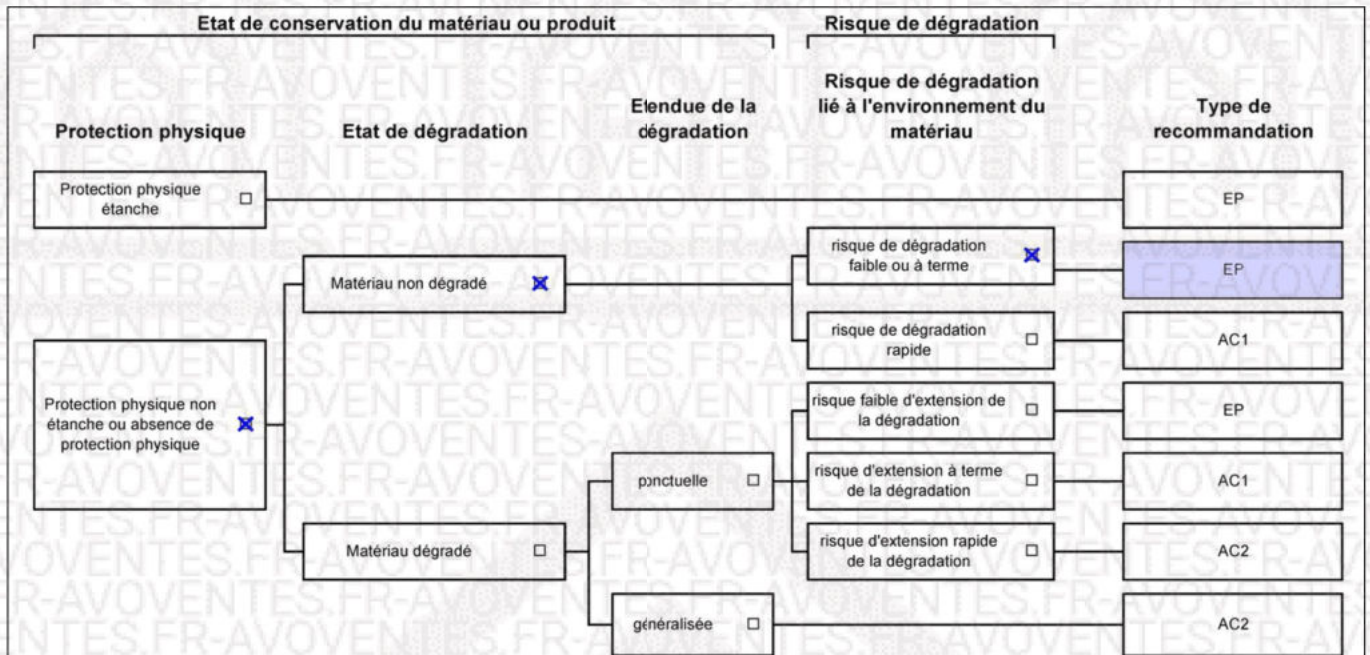 Etat de conservation du matériau ou produit
Risque de dégradation
Protection physique
Etat de dégradation
Etendue de la
dégradation
Risque de dégradation
lié à l'environnement du
matériau
Type de
recommandation
Protection physique
étanche
EP
risque de dégradation
faible ou à terme
EP
Matériau non dégradé
risque de dégradation
rapide
AC1
Protection physique non
étanche ou absence de
protection physique
risque faible d'extension de
la dégradation
EP
ponctuelle
risque d'extension à terme
de la dégradation
AC1
Matériau dégradé
risque d'extension rapide
de la dégradation
AC2
généralisée
AC2